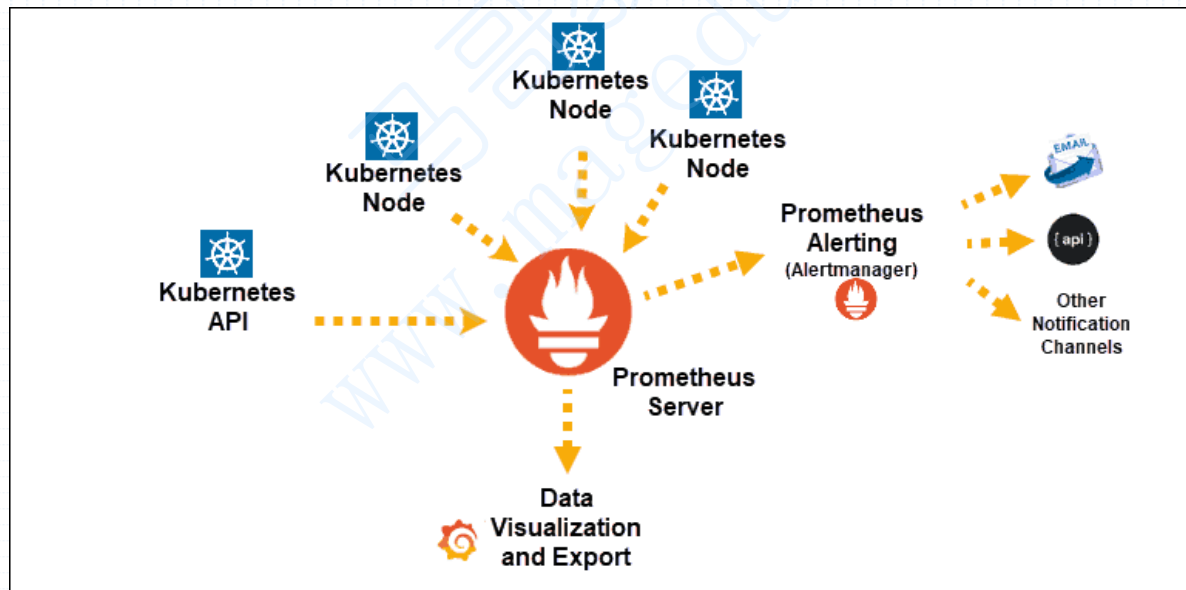 Kubernetes
Node
Kubernetes
Node
Kubernetes
Node
Kubernetes
API
Prometheus
Alerting
(Alertmanager)
EMAIL
{api}
Other
Notification
Channels
Prometheus
Server
Data
Visualization
and Export